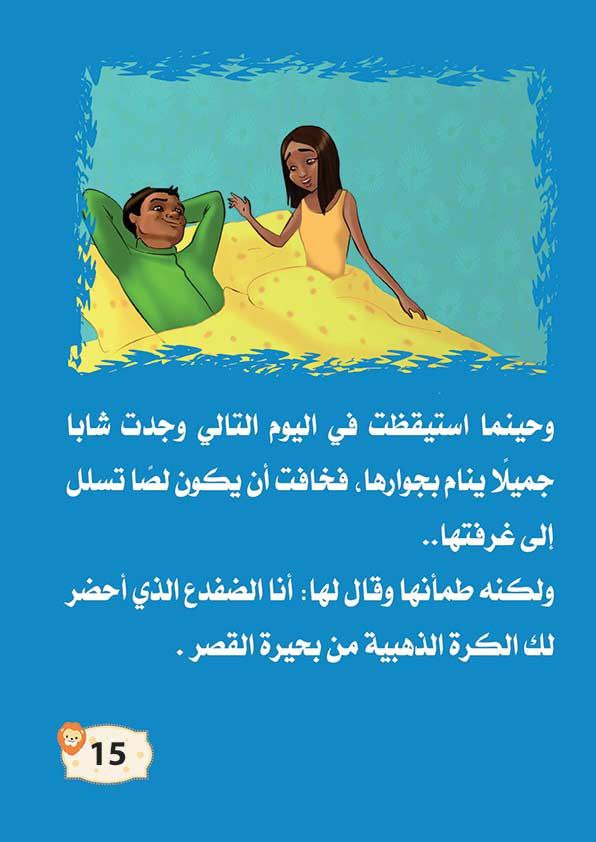 وحينما استيقظت في اليوم التالي وجدت شابا
جميلًا ينام بجوارها، فخافت أن يكون لصًا تسلل
إلى غرفتها..
ولكنه طمأنها وقال لها: أنا الضفدع الذي أحضر
لك الكرة الذهبية من بحيرة القصر .
15